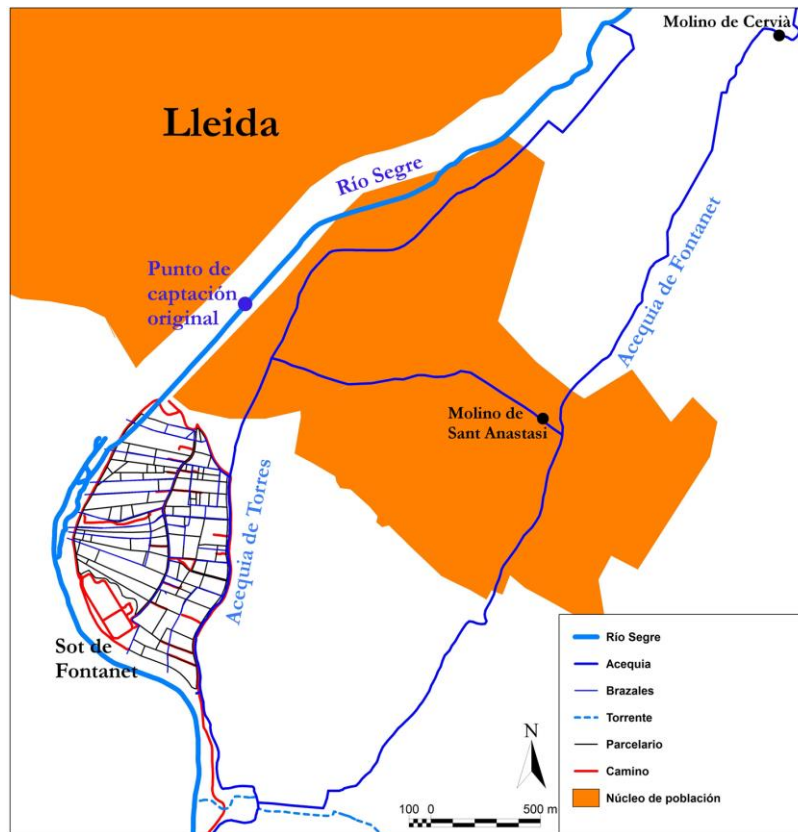 Molino de Cervià
Lleida
Río Segre
Acequia de Fontanet
Punto de
captación
original
Molino de
Sant Anastasi
Acequia de Torres
Sot de
Fontanet
Río Segre
Acequia
Brazales
Torrente
Parcelario
Camino
Núcleo de población
N
100 0 500 m